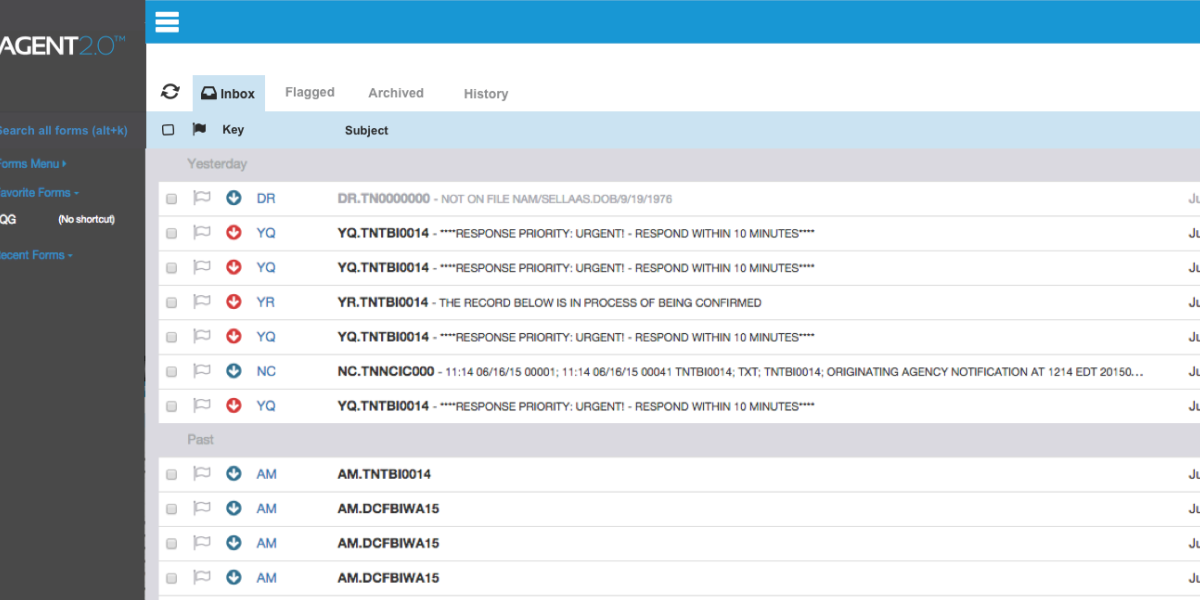 AGENT2.0™
Search all forms (alt+k)
Forms Menu
Favorite Forms
QG (No shortcut)
Recent Forms
Inbox Flagged Archived History
Key Subject
Yesterday
DR DR.TN0000000 - NOT ON FILE NAM/SELLAAS.DOB/9/19/1976 Ju
YQ YQ.TNTBI0014 - ****RESPONSE PRIORITY: URGENT! - RESPOND WITHIN 10 MINUTES**** Ju
YQ YQ.TNTBI0014 - ****RESPONSE PRIORITY: URGENT! - RESPOND WITHIN 10 MINUTES**** Ju
YR YR.TNTBI0014 - THE RECORD BELOW IS IN PROCESS OF BEING CONFIRMED Ju
YQ YQ.TNTBI0014 - ****RESPONSE PRIORITY: URGENT! - RESPOND WITHIN 10 MINUTES**** Ju
NC NC.TNNCIC000 - 11:14 06/16/15 00001; 11:14 06/16/15 00041 TNTBI0014; TXT; TNTBI0014; ORIGINATING AGENCY NOTIFICATION AT 1214 EDT 20150... Ju
YQ YQ.TNTBI0014 - ****RESPONSE PRIORITY: URGENT! - RESPOND WITHIN 10 MINUTES**** Ju
Past
AM AM.TNTBI0014 Ju
AM AM.DCFBIWA15 Ju
AM AM.DCFBIWA15 Ju
AM AM.DCFBIWA15 Ju